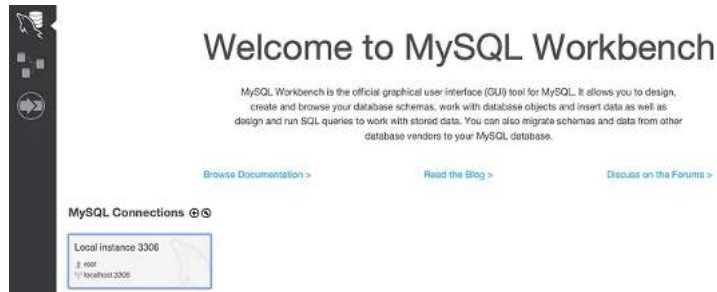 Welcome to MySQL Workbench
MySQL Workbench is the official graphical user interface (GUI) tool for MySQL. It allows you to design,
create and browse your database schemas, work with database objects and insert data as well as
design and run SQL queries to work with stored data. You can also migrate schemas and data from other
database vendors to your MySQL database.
Browse Documentation >
Read the Blog >
Discuss on the Forums >
MySQL Connections
Local instance 3306
root
localhost:3306